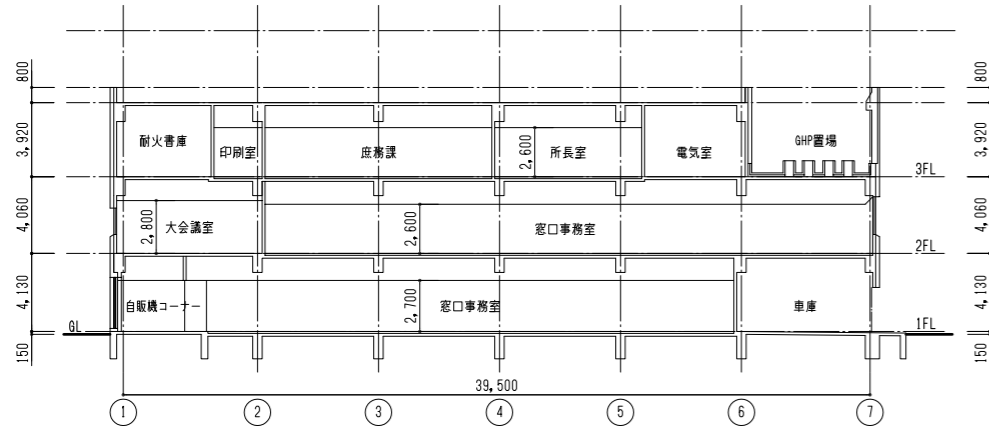 800
800
3,920
耐火書庫
印刷室
庶務課
2,600
所長室
電気室
GHP置場
3,920
3FL
4,060
2,800
大会議室
2,600
窓口事務室
4,060
2FL
4,130
自販機コーナー
2,700
窓口事務室
車庫
4,130
GL
1FL
150
150
39,500
1
2
3
4
5
6
7